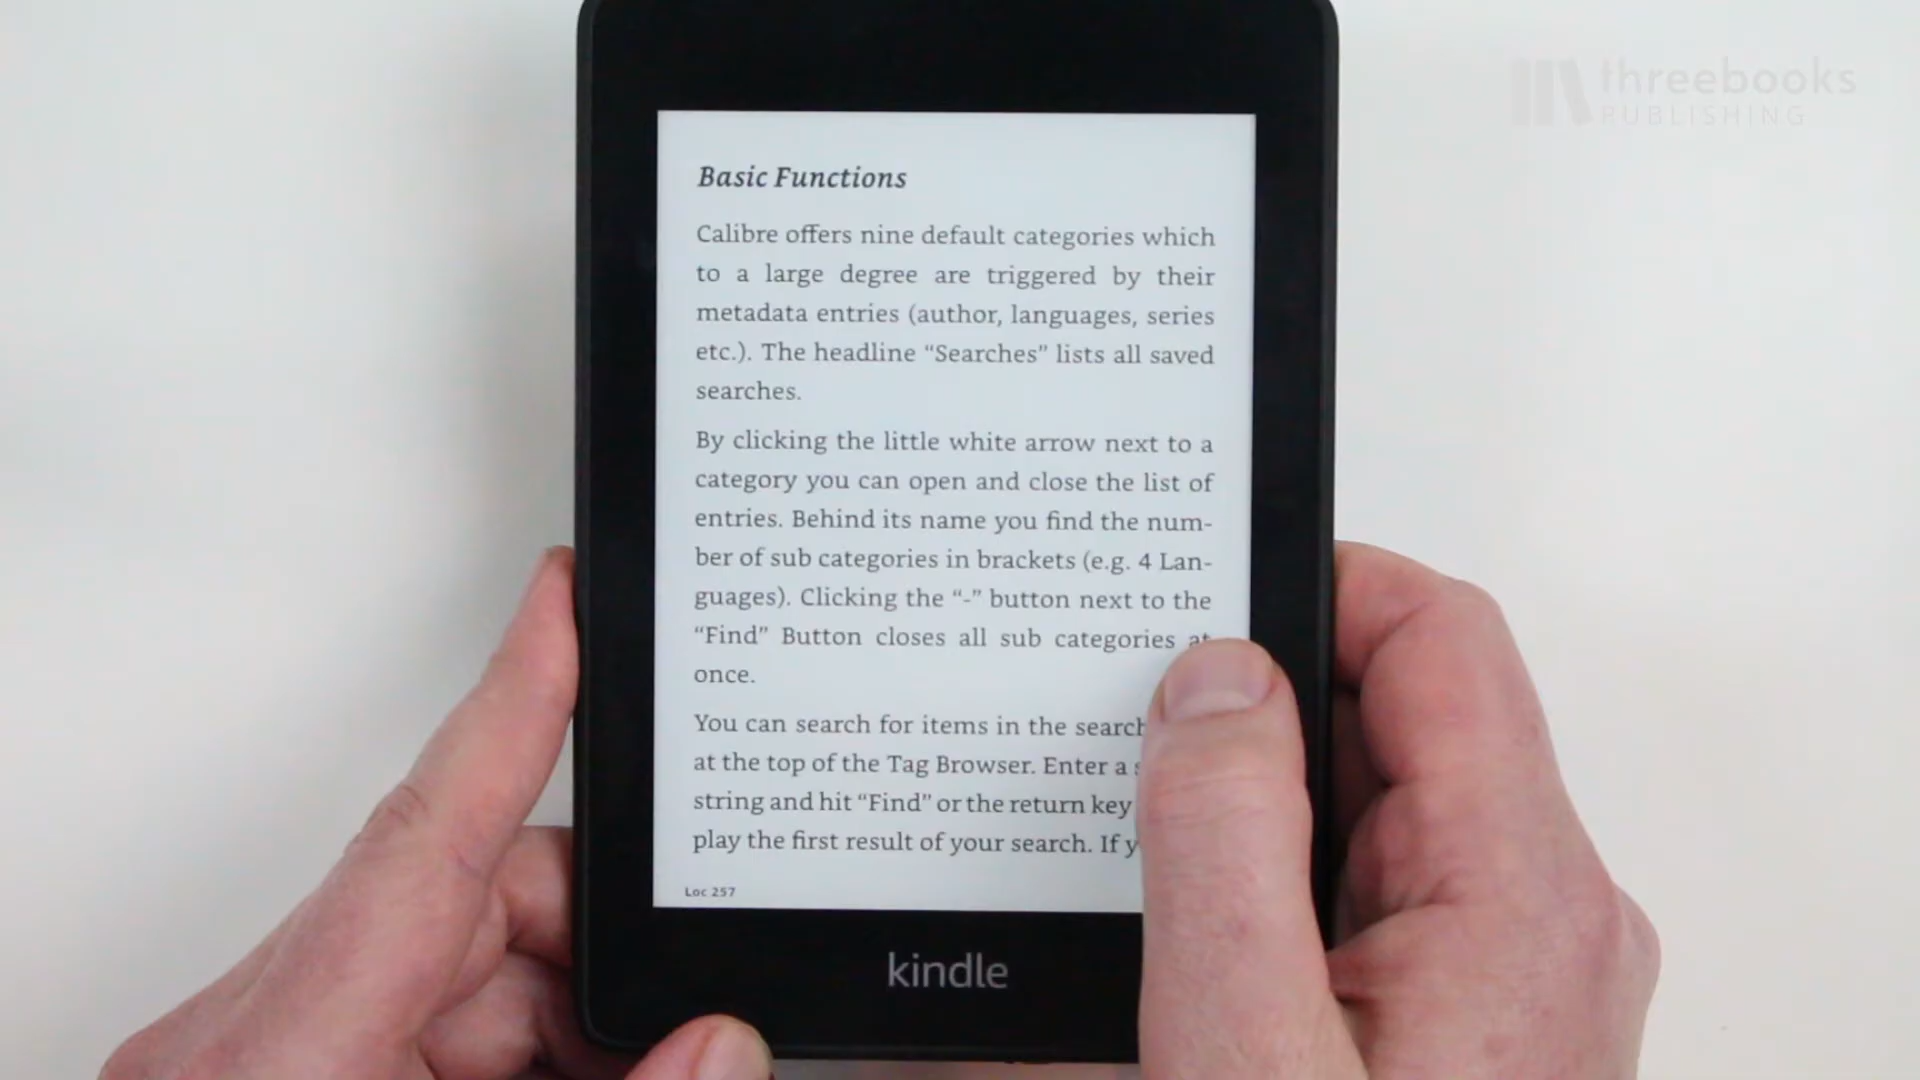 threebooks
PUBLISHING
Basic Functions
Calibre offers nine default categories which
to a large degree are triggered by their
metadata entries (author, languages, series
etc.). The headline “Searches” lists all saved
searches.
By clicking the little white arrow next to a
category you can open and close the list of
entries. Behind its name you find the num-
ber of sub categories in brackets (e.g. 4 Lan-
guages). Clicking the “-” button next to the
“Find” Button closes all sub categories at
once.
You can search for items in the search
at the top of the Tag Browser. Enter a
string and hit “Find” or the return key
play the first result of your search. If
Loc 257
kindle